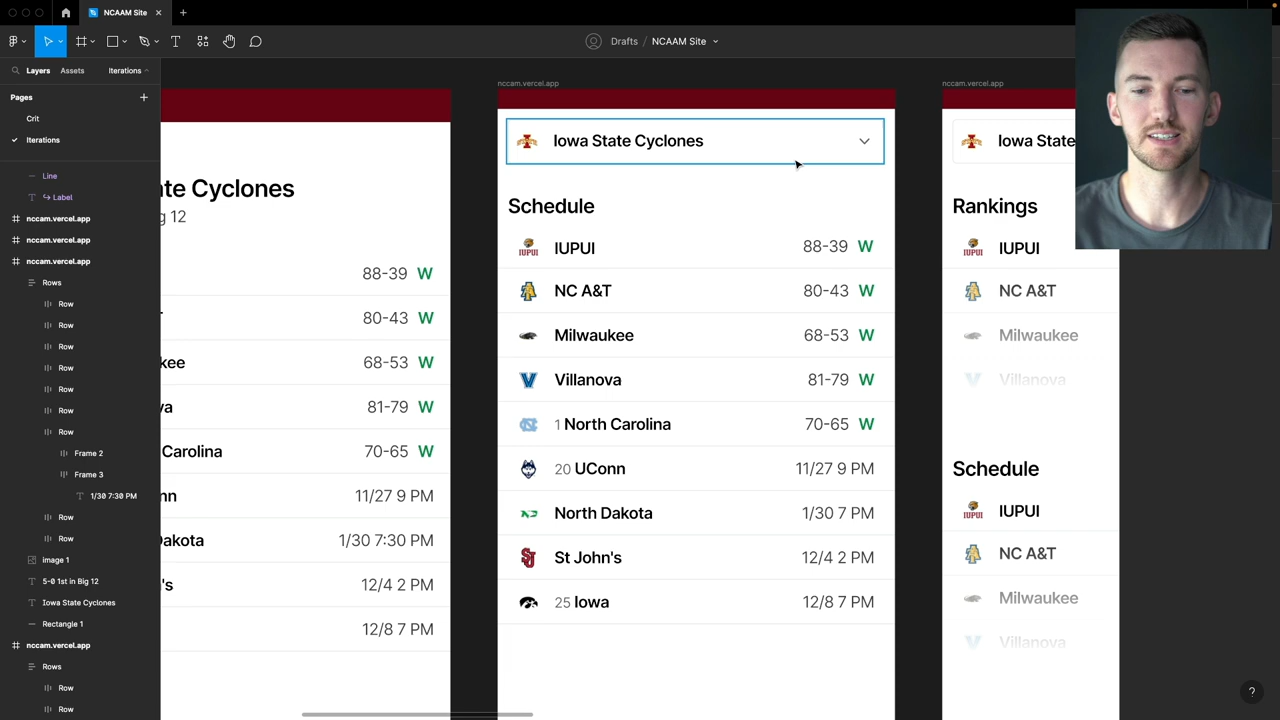 NCAAM Site
Drafts / NCAAM Site
Layers
Assets
Iterations
Pages
Crit
Iterations
Line
Label
nccam.vercel.app
nccam.vercel.app
nccam.vercel.app
Rows
Row
Row
Row
Row
Row
Row
Row
Frame 2
Frame 3
1/30 7:30 PM
Row
Row
image 1
5-0 1st in Big 12
Iowa State Cyclones
Rectangle 1
nccam.vercel.app
Rows
Row
Row
te Cyclones
g 12
88-39 W
80-43 W
kee 68-53 W
va 81-79 W
Carolina 70-65 W
nn 11/27 9 PM
akota 1/30 7:30 PM
's 12/4 2 PM
12/8 7 PM
nccam.vercel.app
Iowa State Cyclones
Schedule
IUPUI IUPUI 88-39 W
NC A&T 80-43 W
Milwaukee 68-53 W
Villanova 81-79 W
1 North Carolina 70-65 W
20 UConn 11/27 9 PM
North Dakota 1/30 7 PM
St John's 12/4 2 PM
25 Iowa 12/8 7 PM
nccam.vercel.app
Iowa State
Rankings
IUPUI IUPUI
NC A&T
Milwaukee
Villanova
Schedule
IUPUI IUPUI
NC A&T
Milwaukee
Villanova
?